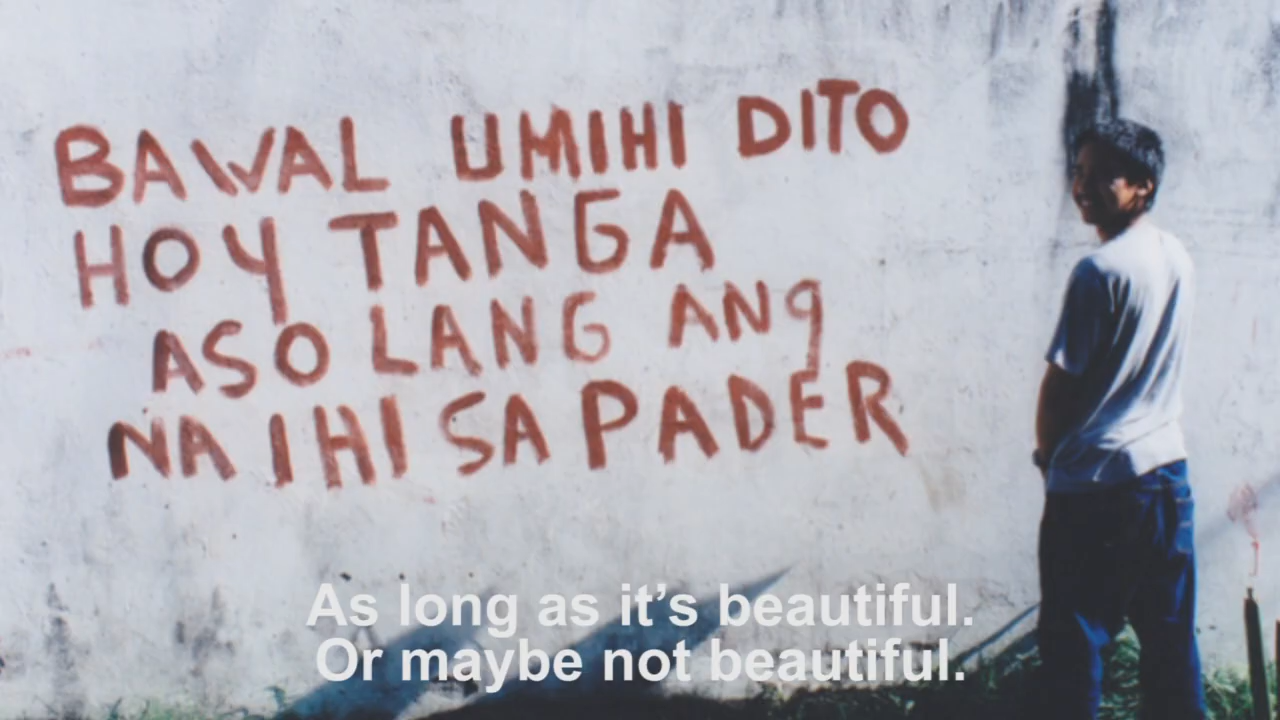 BAWAL UMIHI DITO
HOY TANGA
ASO LANG ANG
NA IHI SA PADER
As long as it's beautiful.
Or maybe not beautiful.